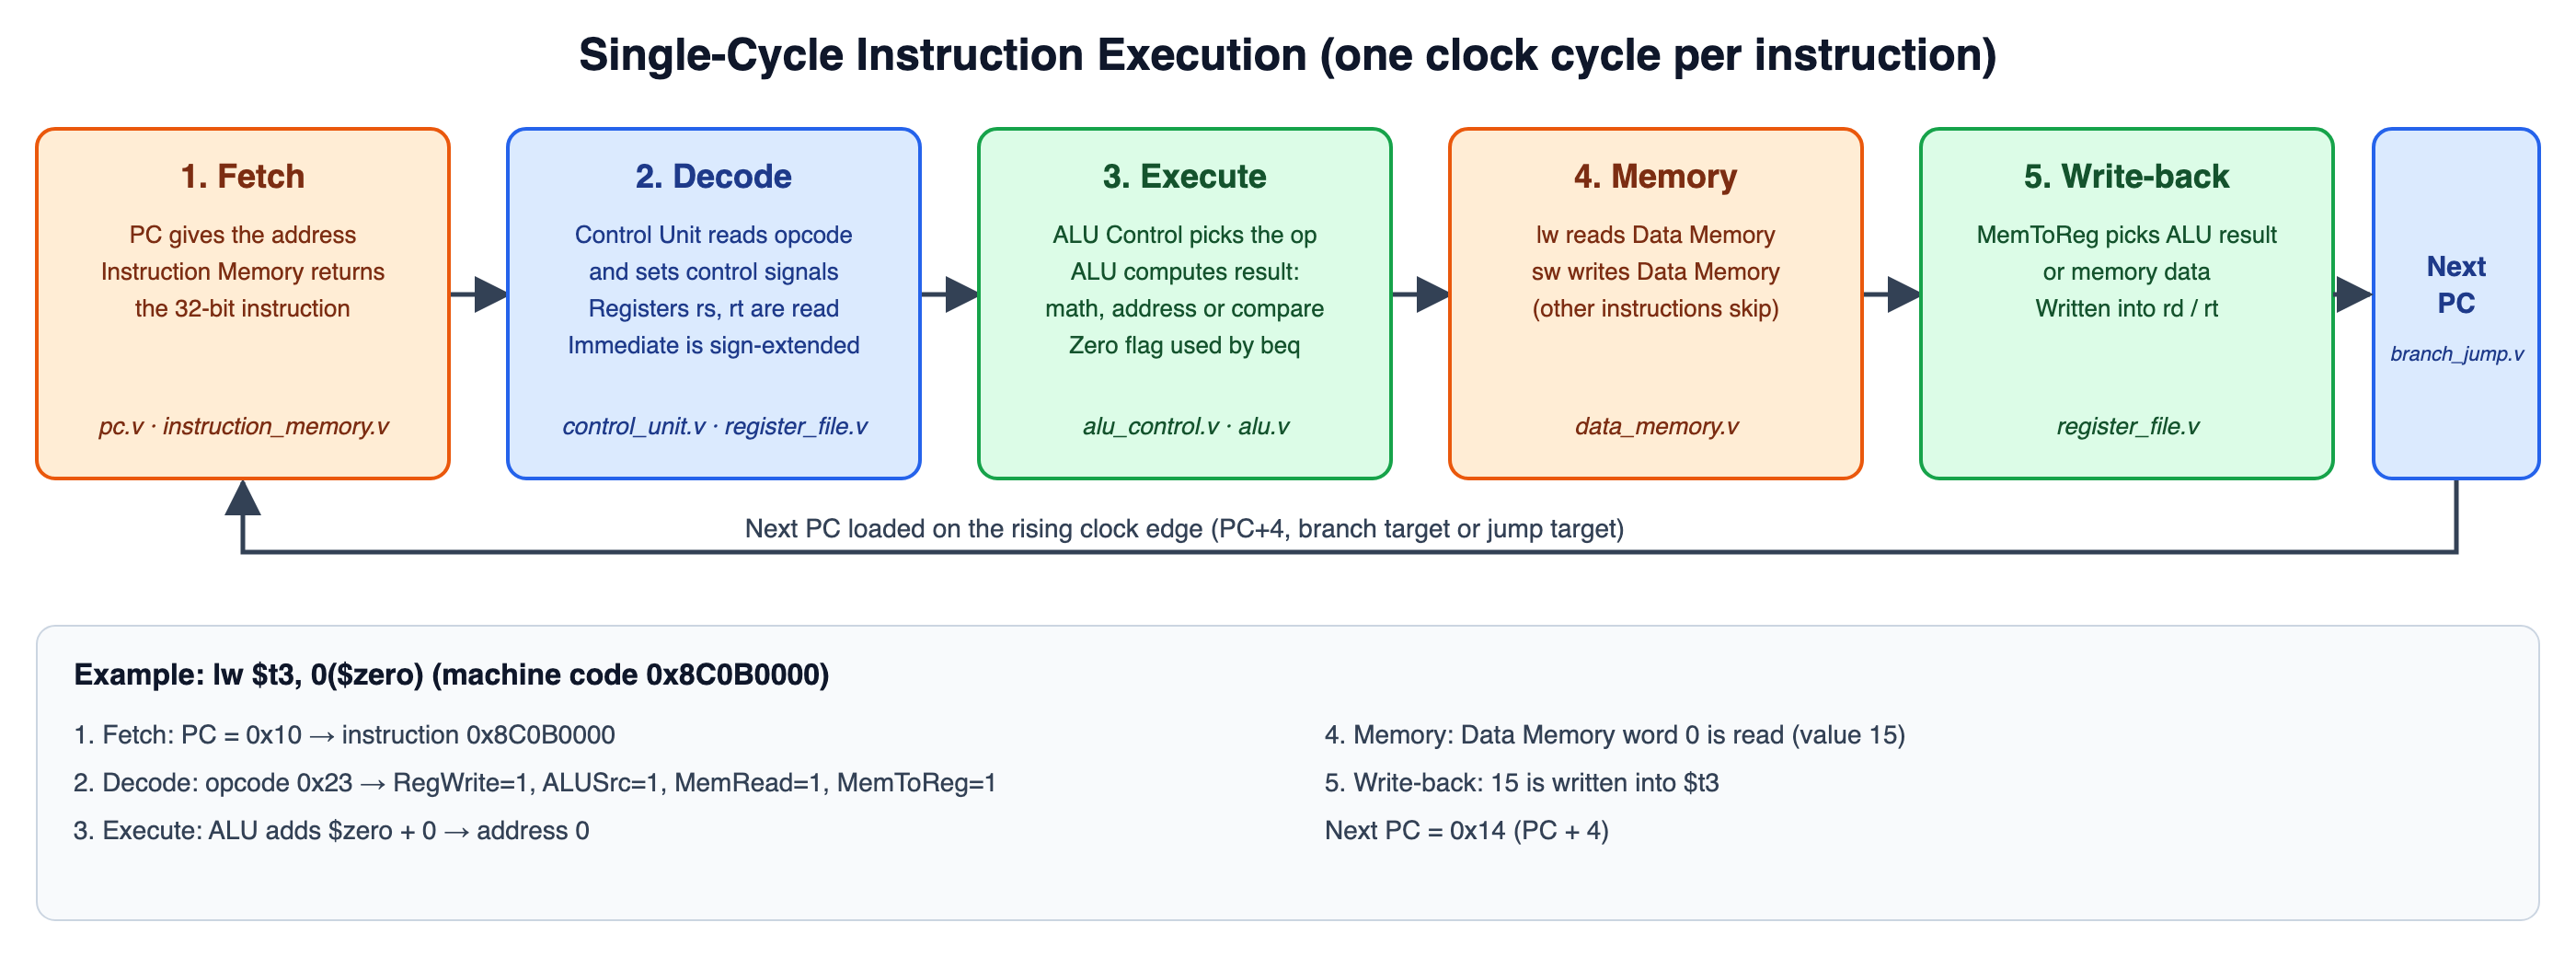 Single-Cycle Instruction Execution (one clock cycle per instruction)
1. Fetch
PC gives the address
Instruction Memory returns
the 32-bit instruction
pc.v · instruction_memory.v
2. Decode
Control Unit reads opcode
and sets control signals
Registers rs, rt are read
Immediate is sign-extended
control_unit.v · register_file.v
3. Execute
ALU Control picks the op
ALU computes result:
math, address or compare
Zero flag used by beq
alu_control.v · alu.v
4. Memory
lw reads Data Memory
sw writes Data Memory
(other instructions skip)
data_memory.v
5. Write-back
MemToReg picks ALU result
or memory data
Written into rd / rt
register_file.v
Next
PC
branch_jump.v
Next PC loaded on the rising clock edge (PC+4, branch target or jump target)
Example: lw $t3, 0($zero) (machine code 0x8C0B0000)
1. Fetch: PC = 0x10 → instruction 0x8C0B0000
2. Decode: opcode 0x23 → RegWrite=1, ALUSrc=1, MemRead=1, MemToReg=1
3. Execute: ALU adds $zero + 0 → address 0
4. Memory: Data Memory word 0 is read (value 15)
5. Write-back: 15 is written into $t3
Next PC = 0x14 (PC + 4)